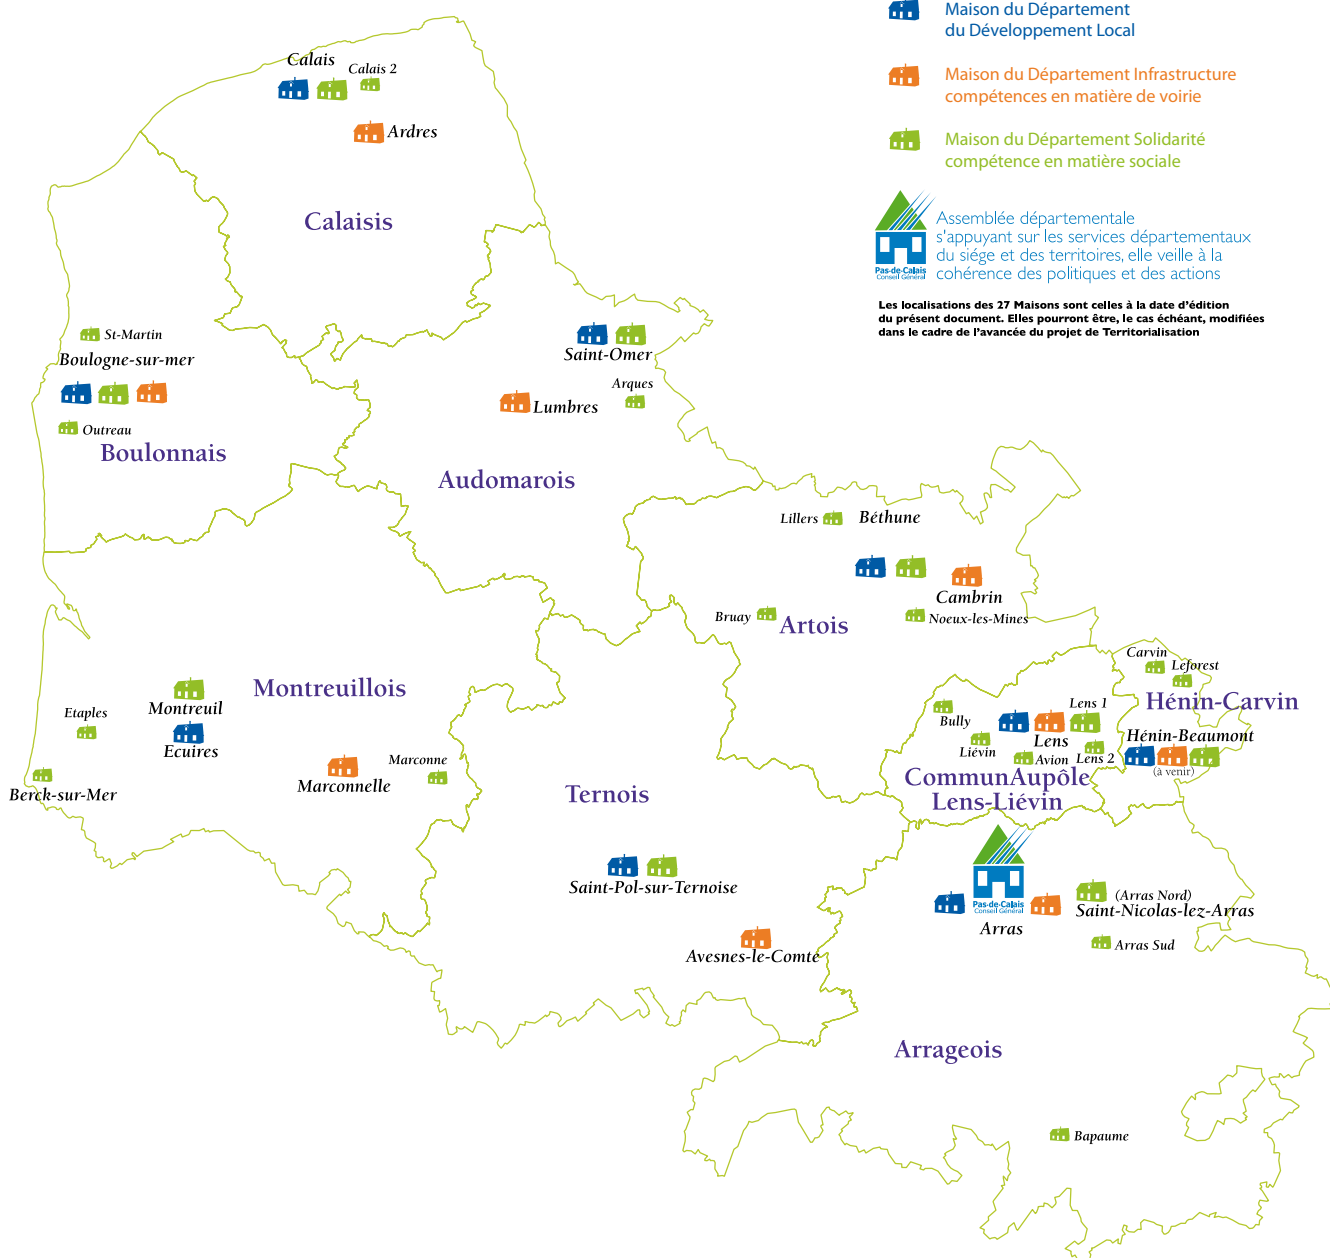 Maison du Département
du Développement Local
Maison du Département Infrastructure
compétences en matière de voirie
Maison du Département Solidarité
compétence en matière sociale
Assemblée départementale
s'appuyant sur les services départementaux
du siége et des territoires, elle veille à la
cohérence des politiques et des actions
Pas-de-Calais
Conseil Général
Les localisations des 27 Maisons sont celles à la date d'édition
du présent document. Elles pourront être, le cas échéant, modifiées
dans le cadre de l'avancée du projet de Territorialisation
Calais
Calais 2
Ardres
Calaisis
St-Martin
Boulogne-sur-mer
Outreau
Boulonnais
Saint-Omer
Arques
Lumbres
Audomarois
Lillers
Béthune
Cambrin
Bruay
Noeux-les-Mines
Artois
Carvin
Leforest
Hénin-Carvin
Hénin-Beaumont
(à venir)
Bully
Lens 1
Liévin
Lens
Avion
Lens 2
CommunAupôle
Lens-Liévin
Montreuillois
Montreuil
Etaples
Ecuires
Marconne
Marconnelle
Berck-sur-Mer
Ternois
Saint-Pol-sur-Ternoise
Avesnes-le-Comte
Pas-de-Calais
Conseil Général
Arras
(Arras Nord)
Saint-Nicolas-lez-Arras
Arras Sud
Arrageois
Bapaume